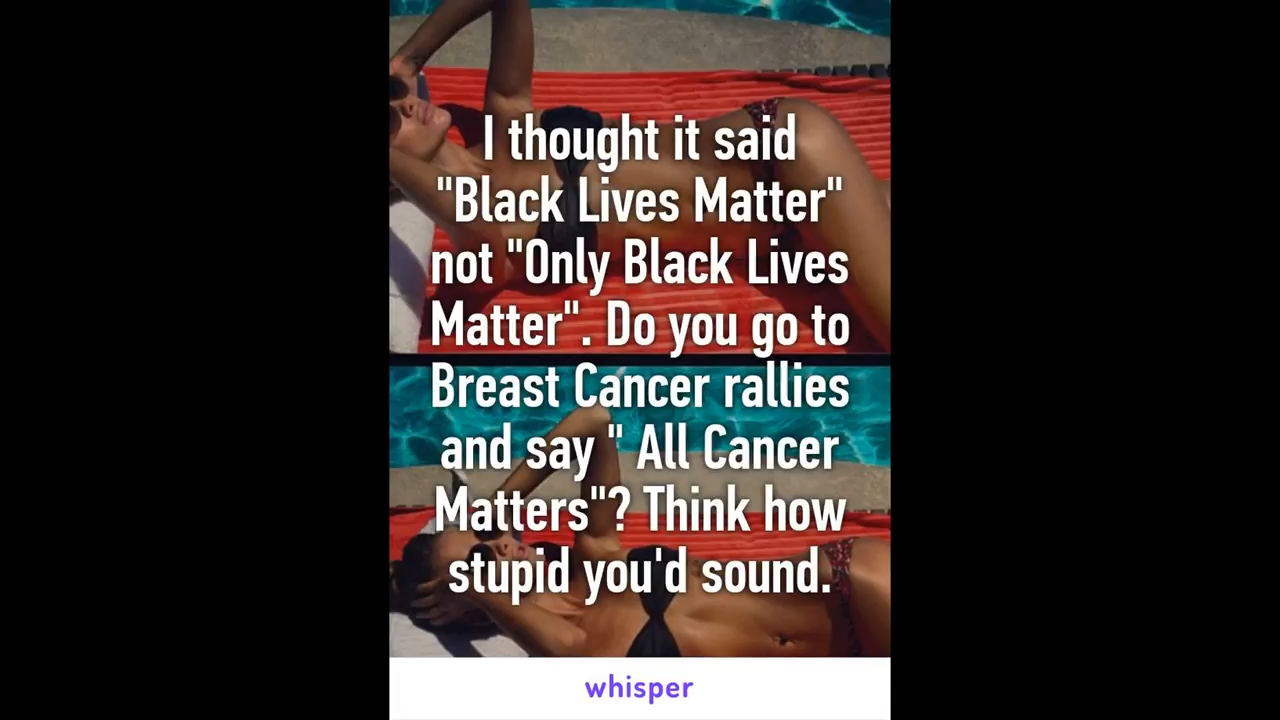 I thought it said
"Black Lives Matter"
not "Only Black Lives
Matter". Do you go to
Breast Cancer rallies
and say " All Cancer
Matters"? Think how
stupid you'd sound.
whisper